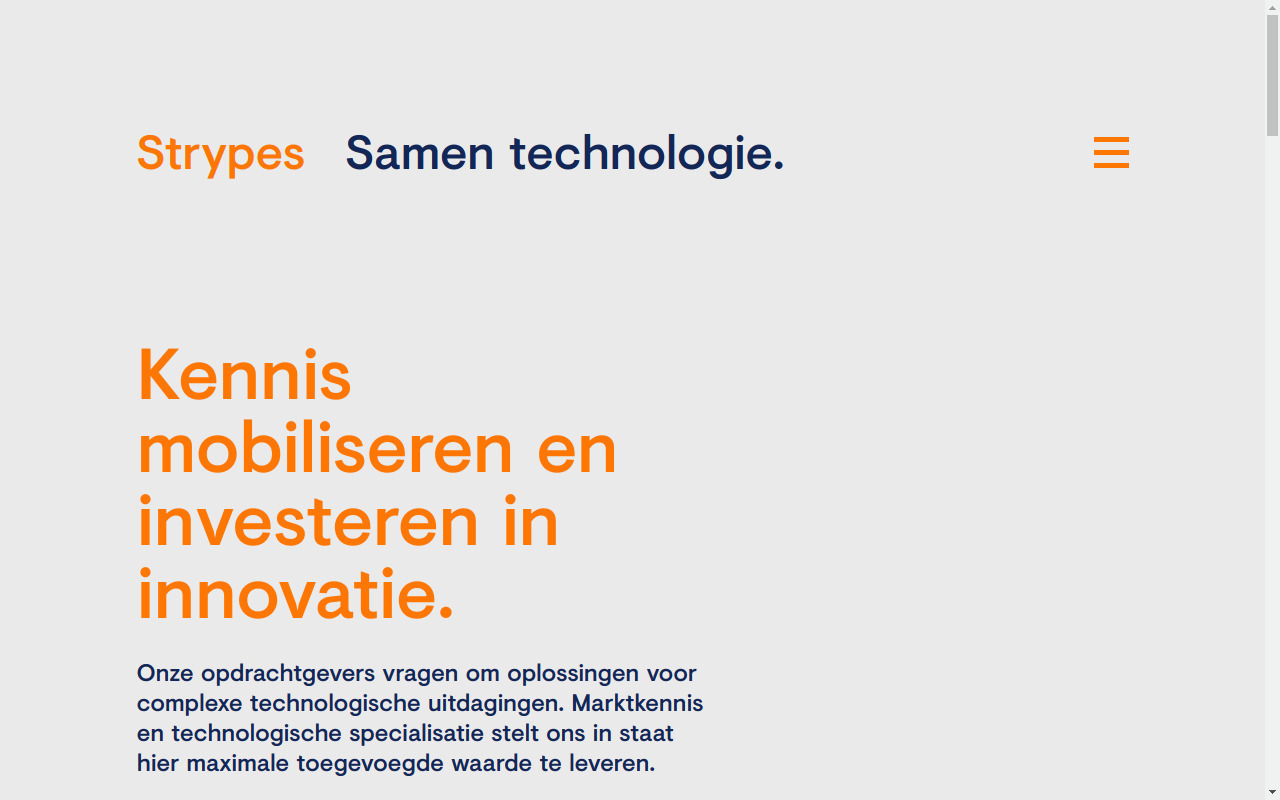 Strypes Samen technologie.
Kennis
mobiliseren en
investeren in
innovatie.
Onze opdrachtgevers vragen om oplossingen voor
complexe technologische uitdagingen. Marktkennis
en technologische specialisatie stelt ons in staat
hier maximale toegevoegde waarde te leveren.